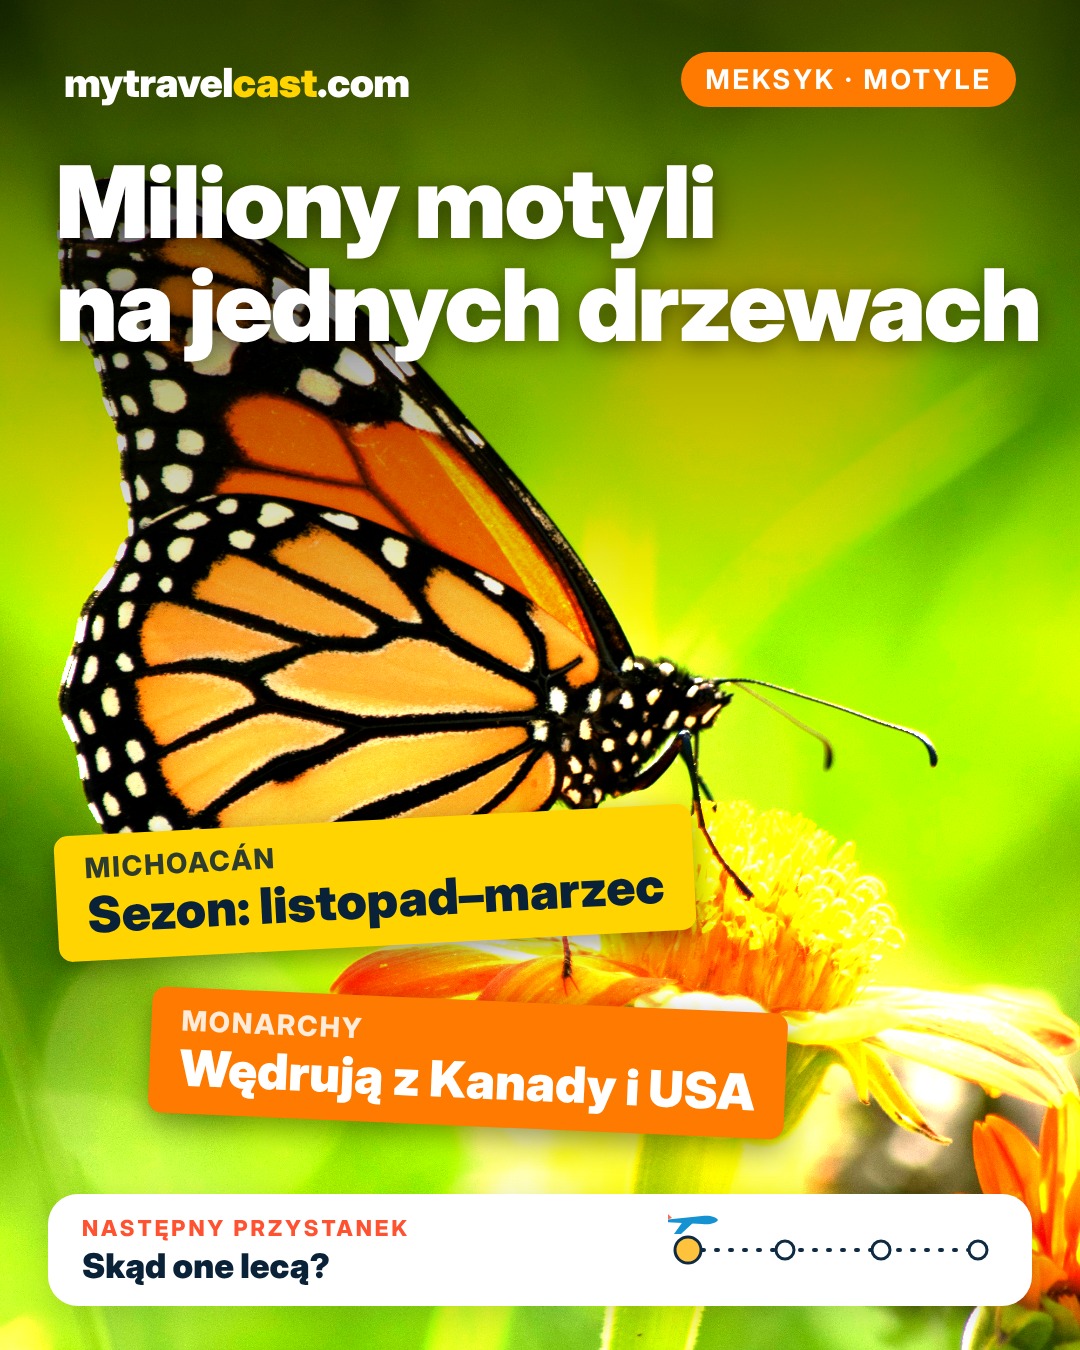 mytravelcast.com
MEKSYK · MOTYLE
Miliony motyli
na jednych drzewach
MICHOACÁN
Sezon: listopad–marzec
MONARCHY
Wędrują z Kanady i USA
NASTĘPNY PRZYSTANEK
Skąd one lecą?